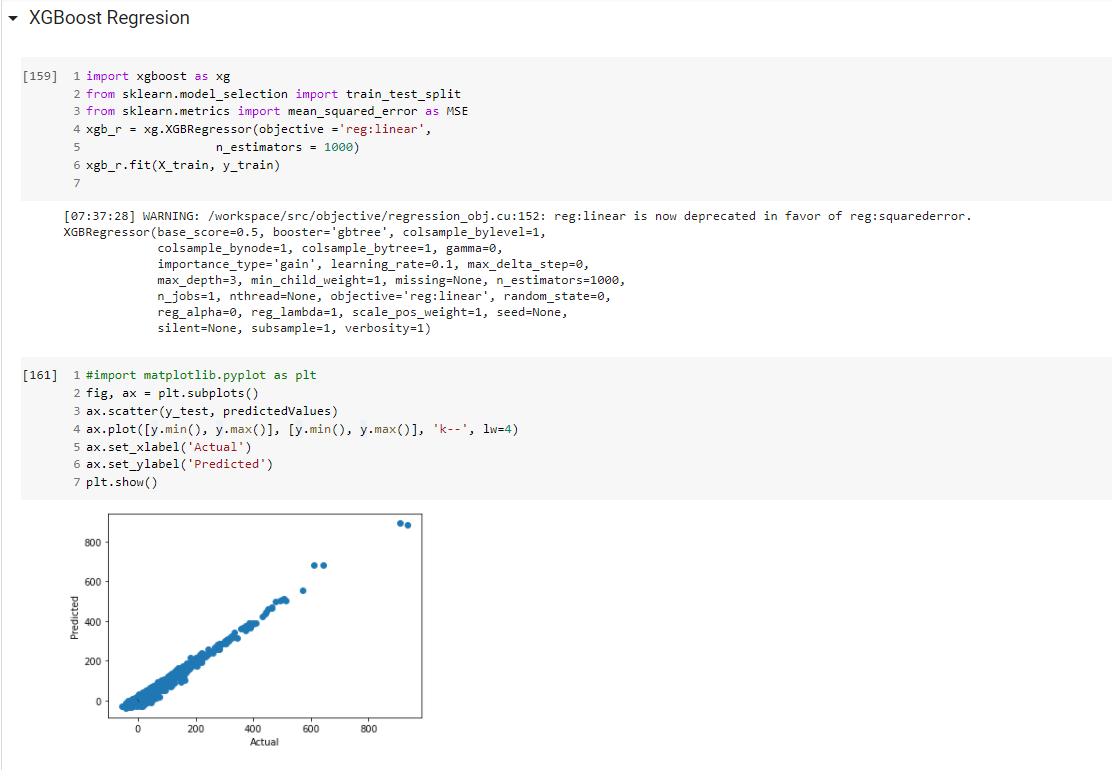 XGBoost Regresion
[159] 1 import xgboost as xg
2 from sklearn.model_selection import train_test_split
3 from sklearn.metrics import mean_squared_error as MSE
4 xgb_r = xg.XGBRegressor(objective ='reg:linear',
5 n_estimators = 1000)
6 xgb_r.fit(X_train, y_train)
7
[07:37:28] WARNING: /workspace/src/objective/regression_obj.cu:152: reg:linear is now deprecated in favor of reg:squarederror.
XGBRegressor(base_score=0.5, booster='gbtree', colsample_bylevel=1,
colsample_bynode=1, colsample_bytree=1, gamma=0,
importance_type='gain', learning_rate=0.1, max_delta_step=0,
max_depth=3, min_child_weight=1, missing=None, n_estimators=1000,
n_jobs=1, nthread=None, objective='reg:linear', random_state=0,
reg_alpha=0, reg_lambda=1, scale_pos_weight=1, seed=None,
silent=None, subsample=1, verbosity=1)
[161] 1 #import matplotlib.pyplot as plt
2 fig, ax = plt.subplots()
3 ax.scatter(y_test, predictedValues)
4 ax.plot([y.min(), y.max()], [y.min(), y.max()], 'k--', lw=4)
5 ax.set_xlabel('Actual')
6 ax.set_ylabel('Predicted')
7 plt.show()
800
600
400
200
0
Predicted
0 200 400 600 800
Actual